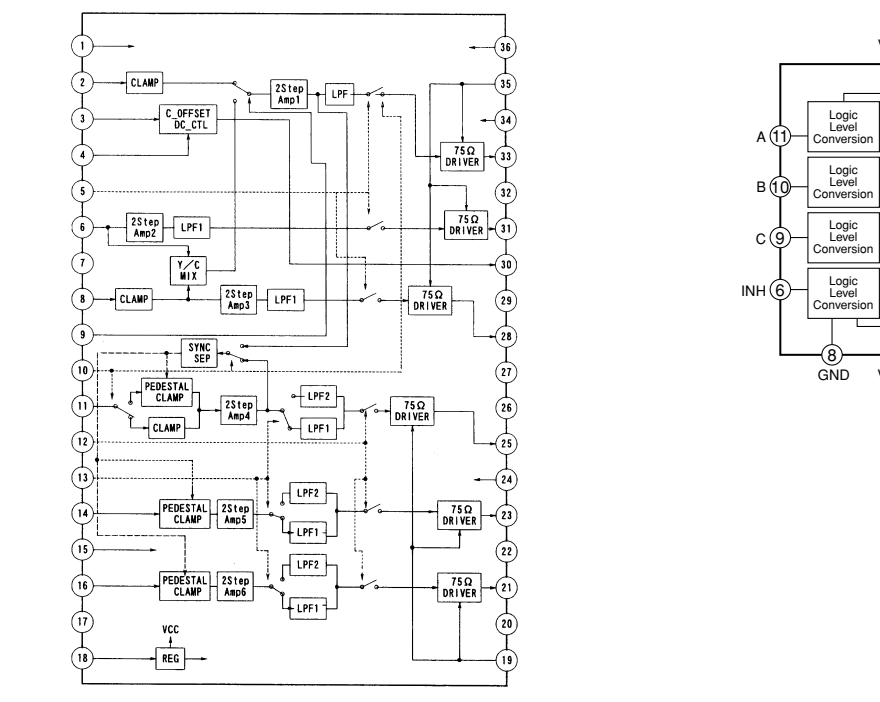 1
36
2
CLAMP
2Step
Amp1
LPF
35
3
C_OFFSET
DC_CTL
34
4
75Ω
DRIVER
33
5
32
6
2Step
Amp2
LPF1
75Ω
DRIVER
31
7
Y/C
MIX
30
8
CLAMP
2Step
Amp3
LPF1
75Ω
DRIVER
29
9
28
SYNC
SEP
10
27
11
PEDESTAL
CLAMP
CLAMP
2Step
Amp4
LPF2
LPF1
75Ω
DRIVER
26
12
25
13
24
14
PEDESTAL
CLAMP
2Step
Amp5
LPF2
LPF1
75Ω
DRIVER
23
15
22
16
PEDESTAL
CLAMP
2Step
Amp6
LPF2
LPF1
75Ω
DRIVER
21
17
20
VCC
18
REG
19
A
11
Logic
Level
Conversion
B
10
Logic
Level
Conversion
C
9
Logic
Level
Conversion
INH
6
Logic
Level
Conversion
8
GND